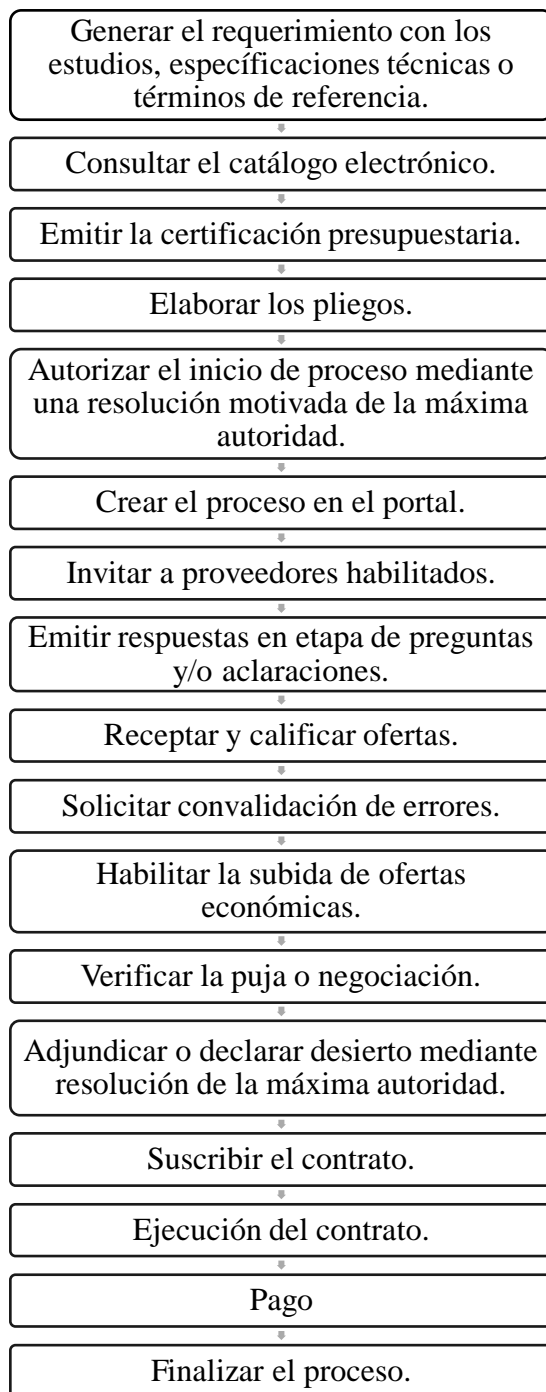 Generar el requerimiento con los
estudios, específicaciones técnicas o
términos de referencia.
Consultar el catálogo electrónico.
Emitir la certificación presupuestaria.
Elaborar los pliegos.
Autorizar el inicio de proceso mediante
una resolución motivada de la máxima
autoridad.
Crear el proceso en el portal.
Invitar a proveedores habilitados.
Emitir respuestas en etapa de preguntas
y/o aclaraciones.
Receptar y calificar ofertas.
Solicitar convalidación de errores.
Habilitar la subida de ofertas
económicas.
Verificar la puja o negociación.
Adjundicar o declarar desierto mediante
resolución de la máxima autoridad.
Suscribir el contrato.
Ejecución del contrato.
Pago
Finalizar el proceso.